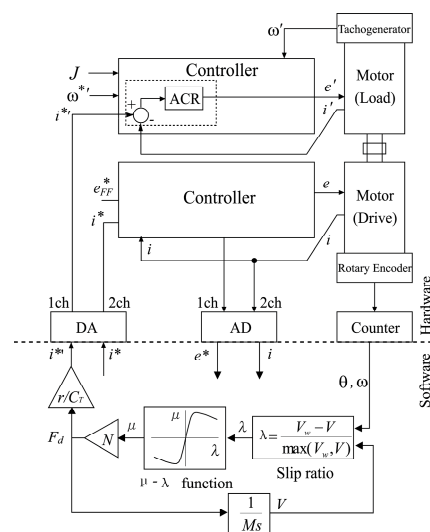 ω'
Tachogenerator
J
ω*'
i*'
Controller
+
-
ACR
e'
i'
Motor
(Load)
e*FF
i*
Controller
e
i
i
Motor
(Drive)
Rotary Encoder
1ch
2ch
DA
1ch
2ch
AD
Counter
Hardware
Software
i*'
i*
e*
i
θ, ω
r/CT
Fd
N
μ
μ
λ
μ - λ function
λ
λ= Vw – V / max(Vw, V)
Slip ratio
1
Ms
V